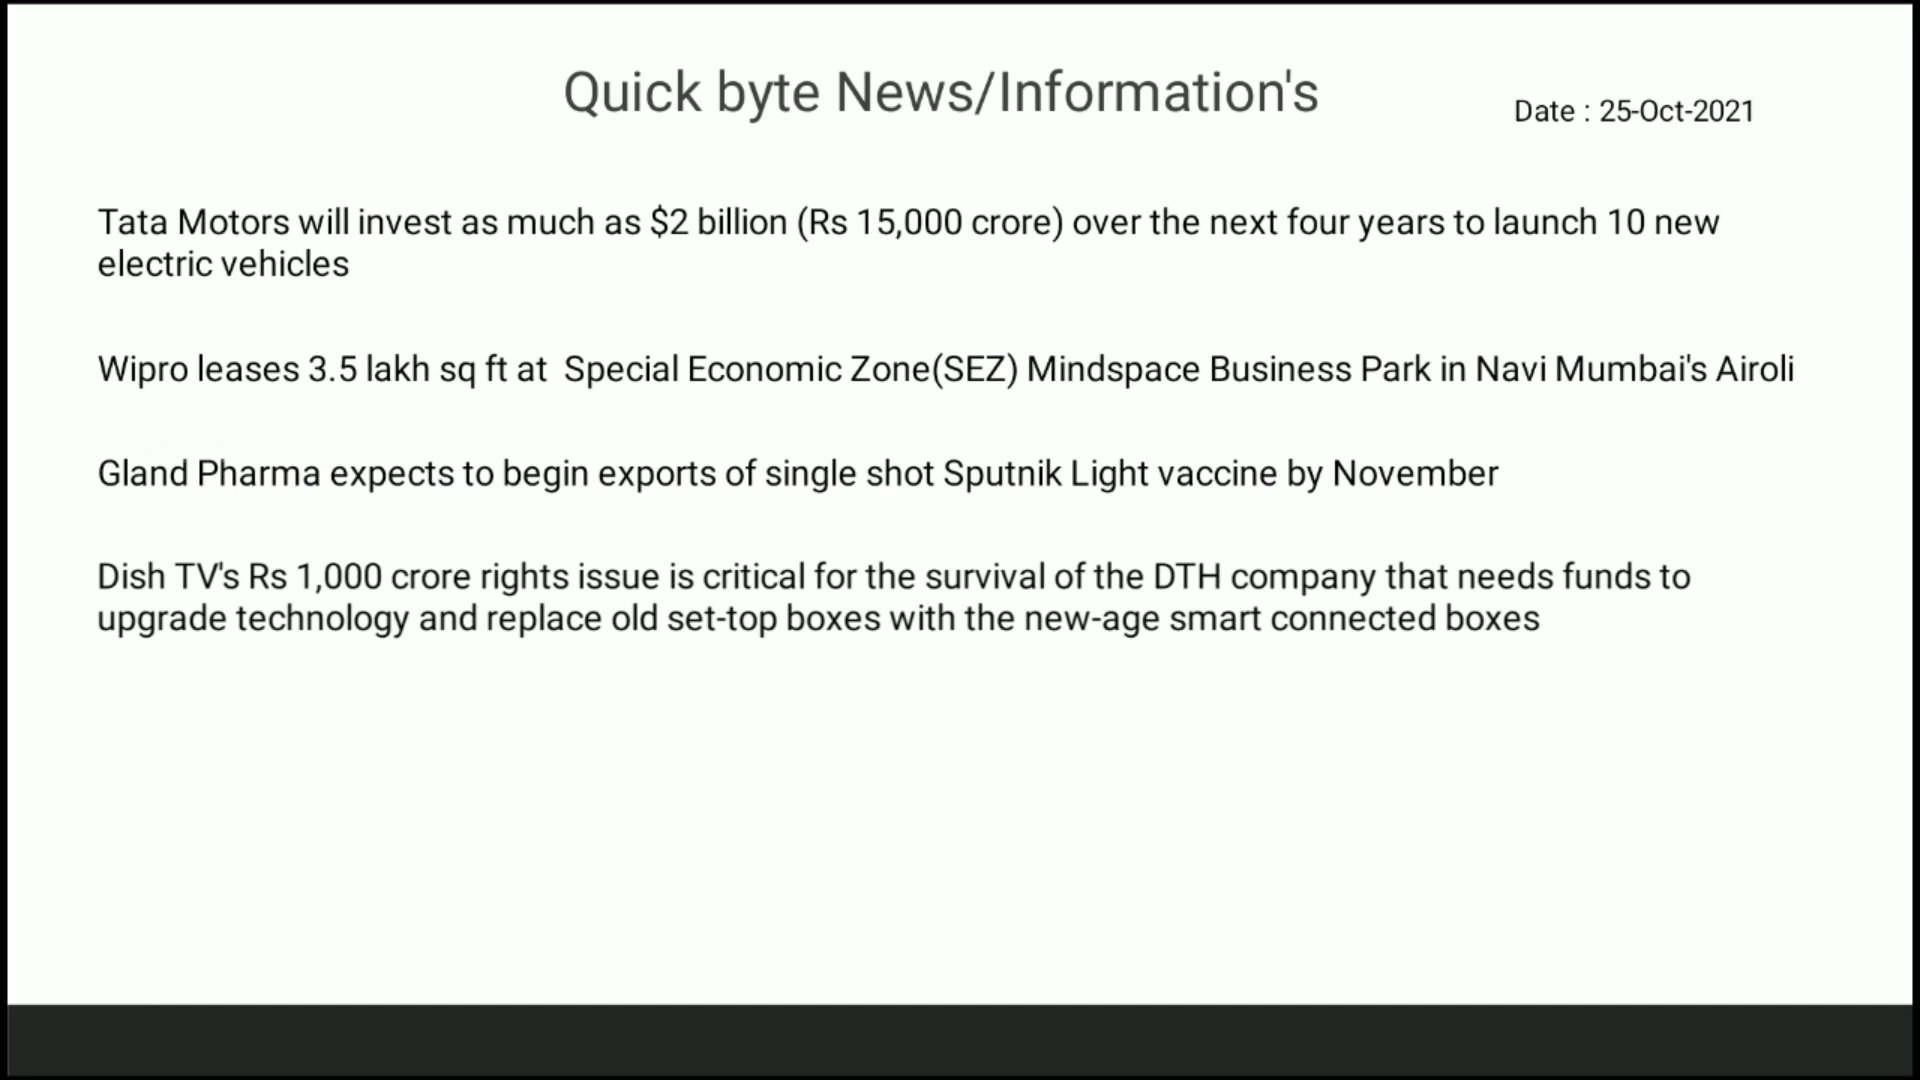 Quick byte News/Information's
Date : 25-Oct-2021
Tata Motors will invest as much as $2 billion (Rs 15,000 crore) over the next four years to launch 10 new
electric vehicles
Wipro leases 3.5 lakh sq ft at  Special Economic Zone(SEZ) Mindspace Business Park in Navi Mumbai's Airoli
Gland Pharma expects to begin exports of single shot Sputnik Light vaccine by November
Dish TV's Rs 1,000 crore rights issue is critical for the survival of the DTH company that needs funds to
upgrade technology and replace old set-top boxes with the new-age smart connected boxes